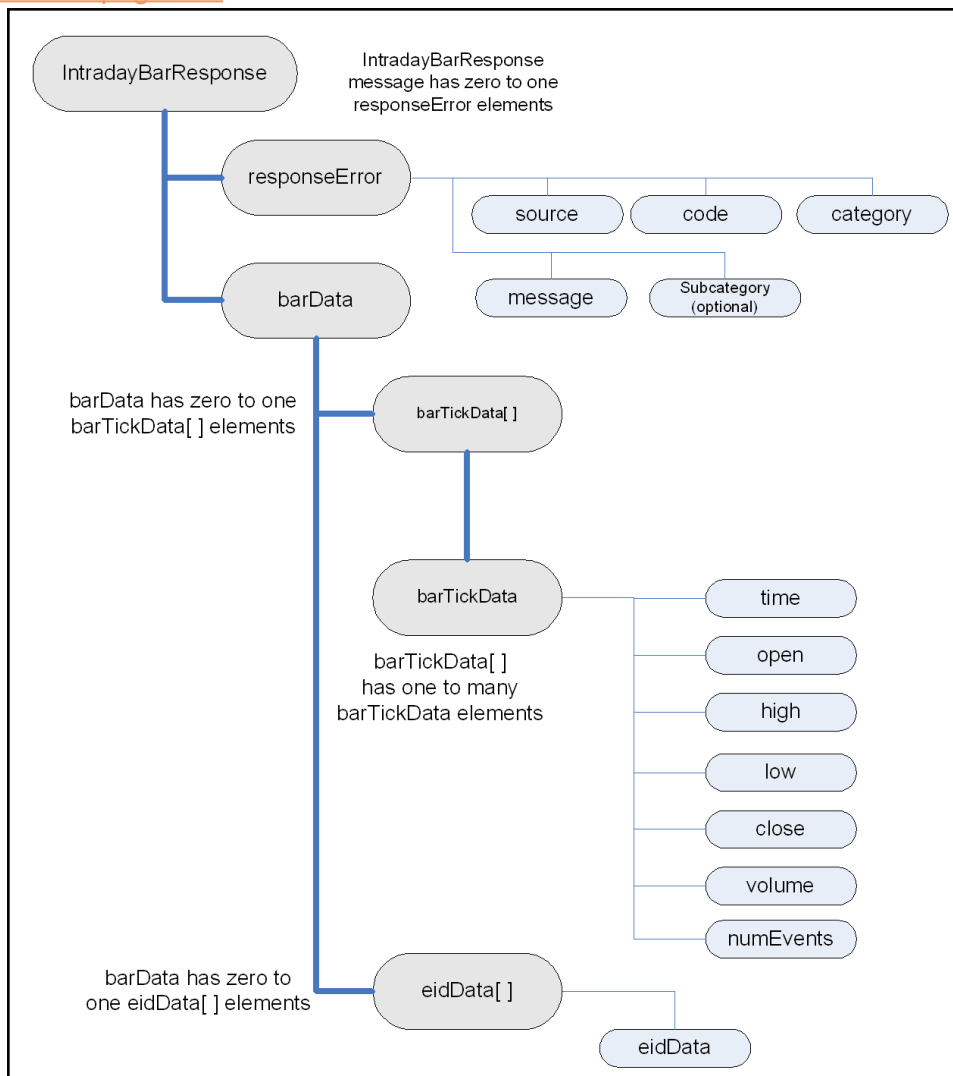 IntradayBarResponse
IntradayBarResponse
message has zero to one
responseError elements
responseError
source
code
category
barData
message
Subcategory
(optional)
barData has zero to one
barTickData[ ] elements
barTickData[ ]
barTickData
time
open
barTickData[ ]
has one to many
barTickData elements
high
low
close
volume
numEvents
barData has zero to
one eidData[ ] elements
eidData[ ]
eidData